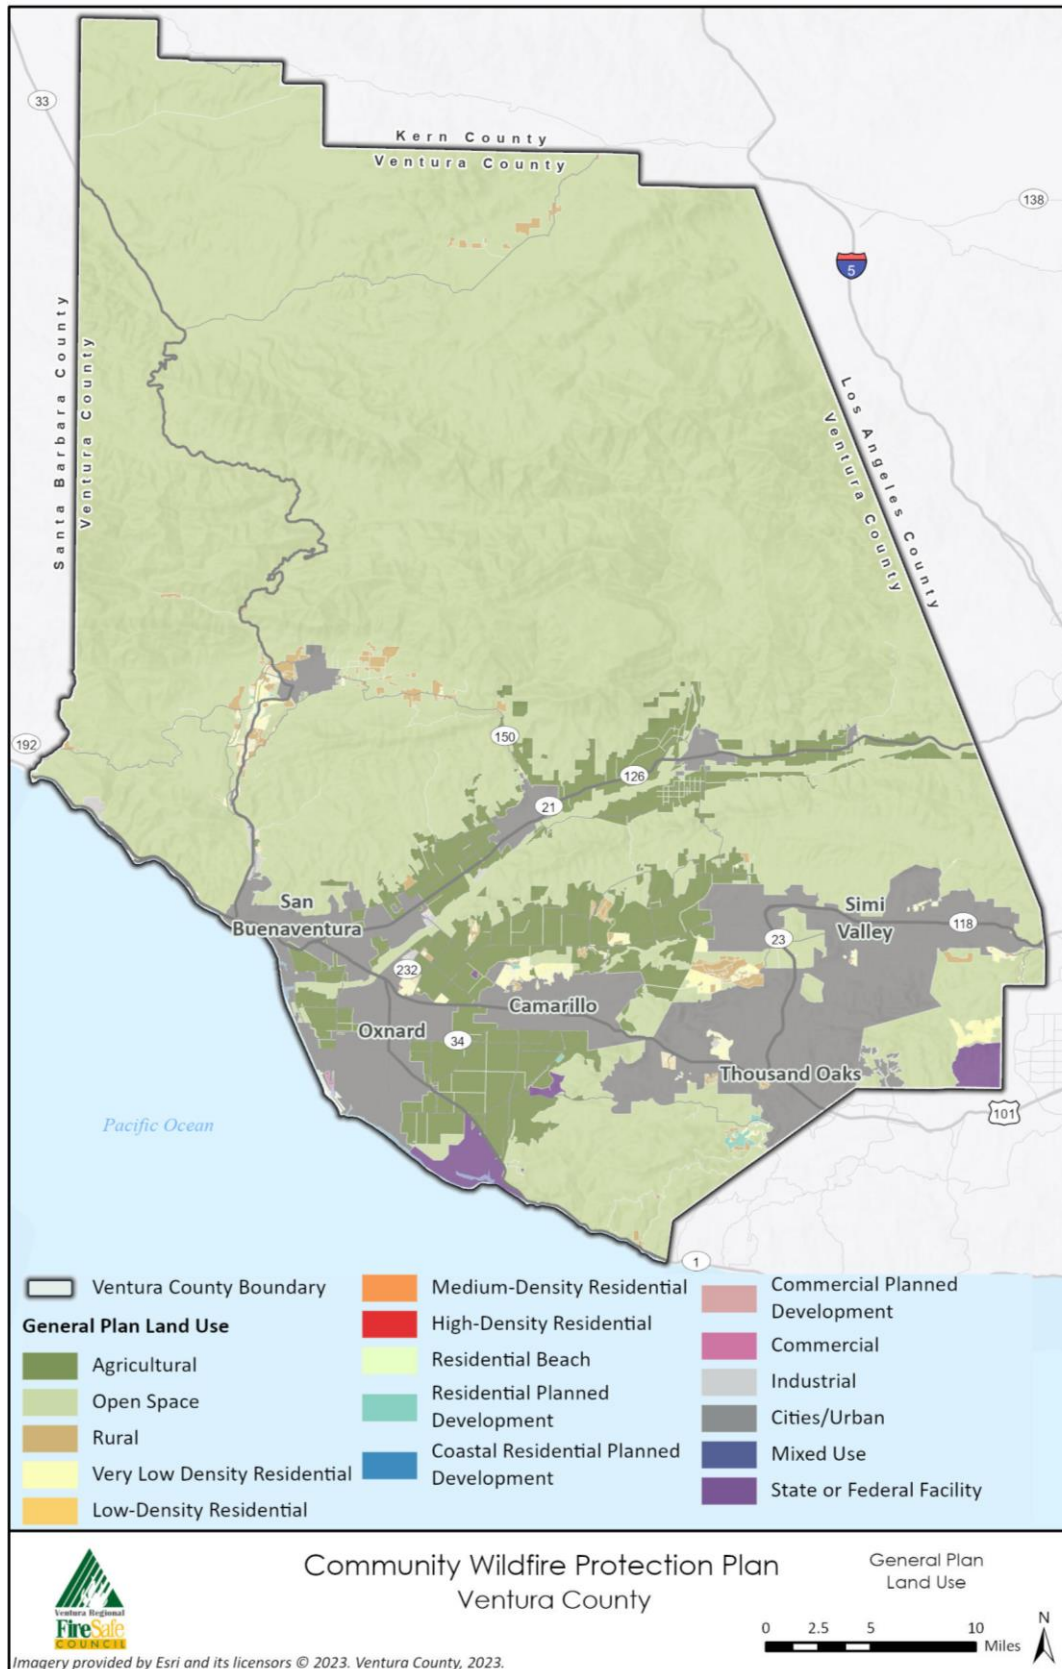 33
Kern County
Ventura County
138
5
Santa Barbara County
Ventura County
Los Angeles County
Ventura County
192
150
126
21
San
Buenaventura
Simi
Valley
118
23
232
Camarillo
Oxnard
34
Thousand Oaks
101
Pacific Ocean
1
Ventura County Boundary
General Plan Land Use
Agricultural
Open Space
Rural
Very Low Density Residential
Low-Density Residential
Medium-Density Residential
High-Density Residential
Residential Beach
Residential Planned
Development
Coastal Residential Planned
Development
Commercial Planned
Development
Commercial
Industrial
Cities/Urban
Mixed Use
State or Federal Facility
Ventura Regional
FireSafe
COUNCIL
Community Wildfire Protection Plan
Ventura County
General Plan
Land Use
0 2.5 5 10
Miles
N
Imagery provided by Esri and its licensors © 2023. Ventura County, 2023.